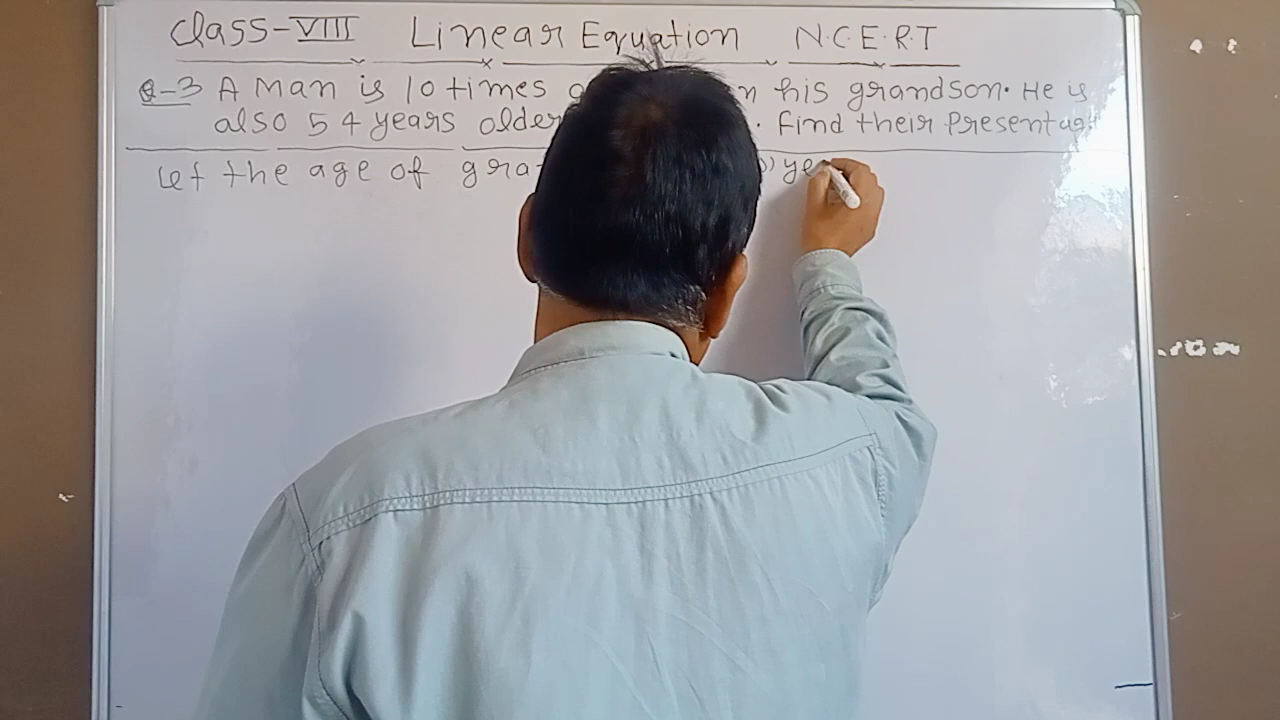 Class-VIII Linear Equation N.C.E.R.T
Q-3 A Man is 10 times his grandson. He is
also 54 years older . Find their Present
Let the age of